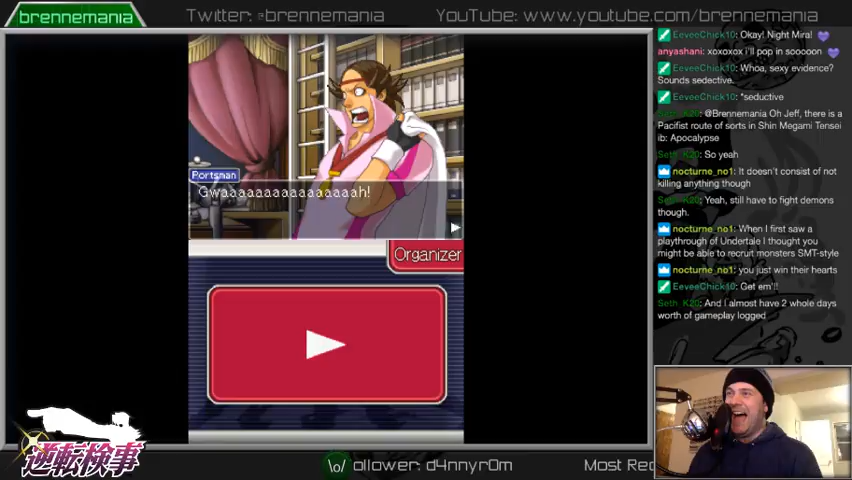 brennemania
Twitter: @brennemania
YouTube: www.youtube.com/brennemania
Portsman
Gwaaaaaaaaaaaaaaaaah!
Organizer
EeveeChick10: Okay! Night Mira!
anyashani: xoxoxox i'll pop in sooooon
EeveeChick10: Whoa, sexy evidence?
Sounds sedective.
EeveeChick10: *seductive
Seth_K20: @Brennemania Oh Jeff, there is a
Pacifist route of sorts in Shin Megami Tensei
ib: Apocalypse
Seth_K20: So yeah
nocturne_no1: It doesn't consist of not
killing anything though
Seth_K20: Yeah, still have to fight demons
though.
nocturne_no1: When I first saw a
playthrough of Undertale I thought you
might be able to recruit monsters SMT-style
nocturne_no1: you just win their hearts
EeveeChick10: Get em'!!
Seth_K20: And I almost have 2 whole days
worth of gameplay logged
逆転検事
\o/
ollower: d4nnyr0m
Most Re